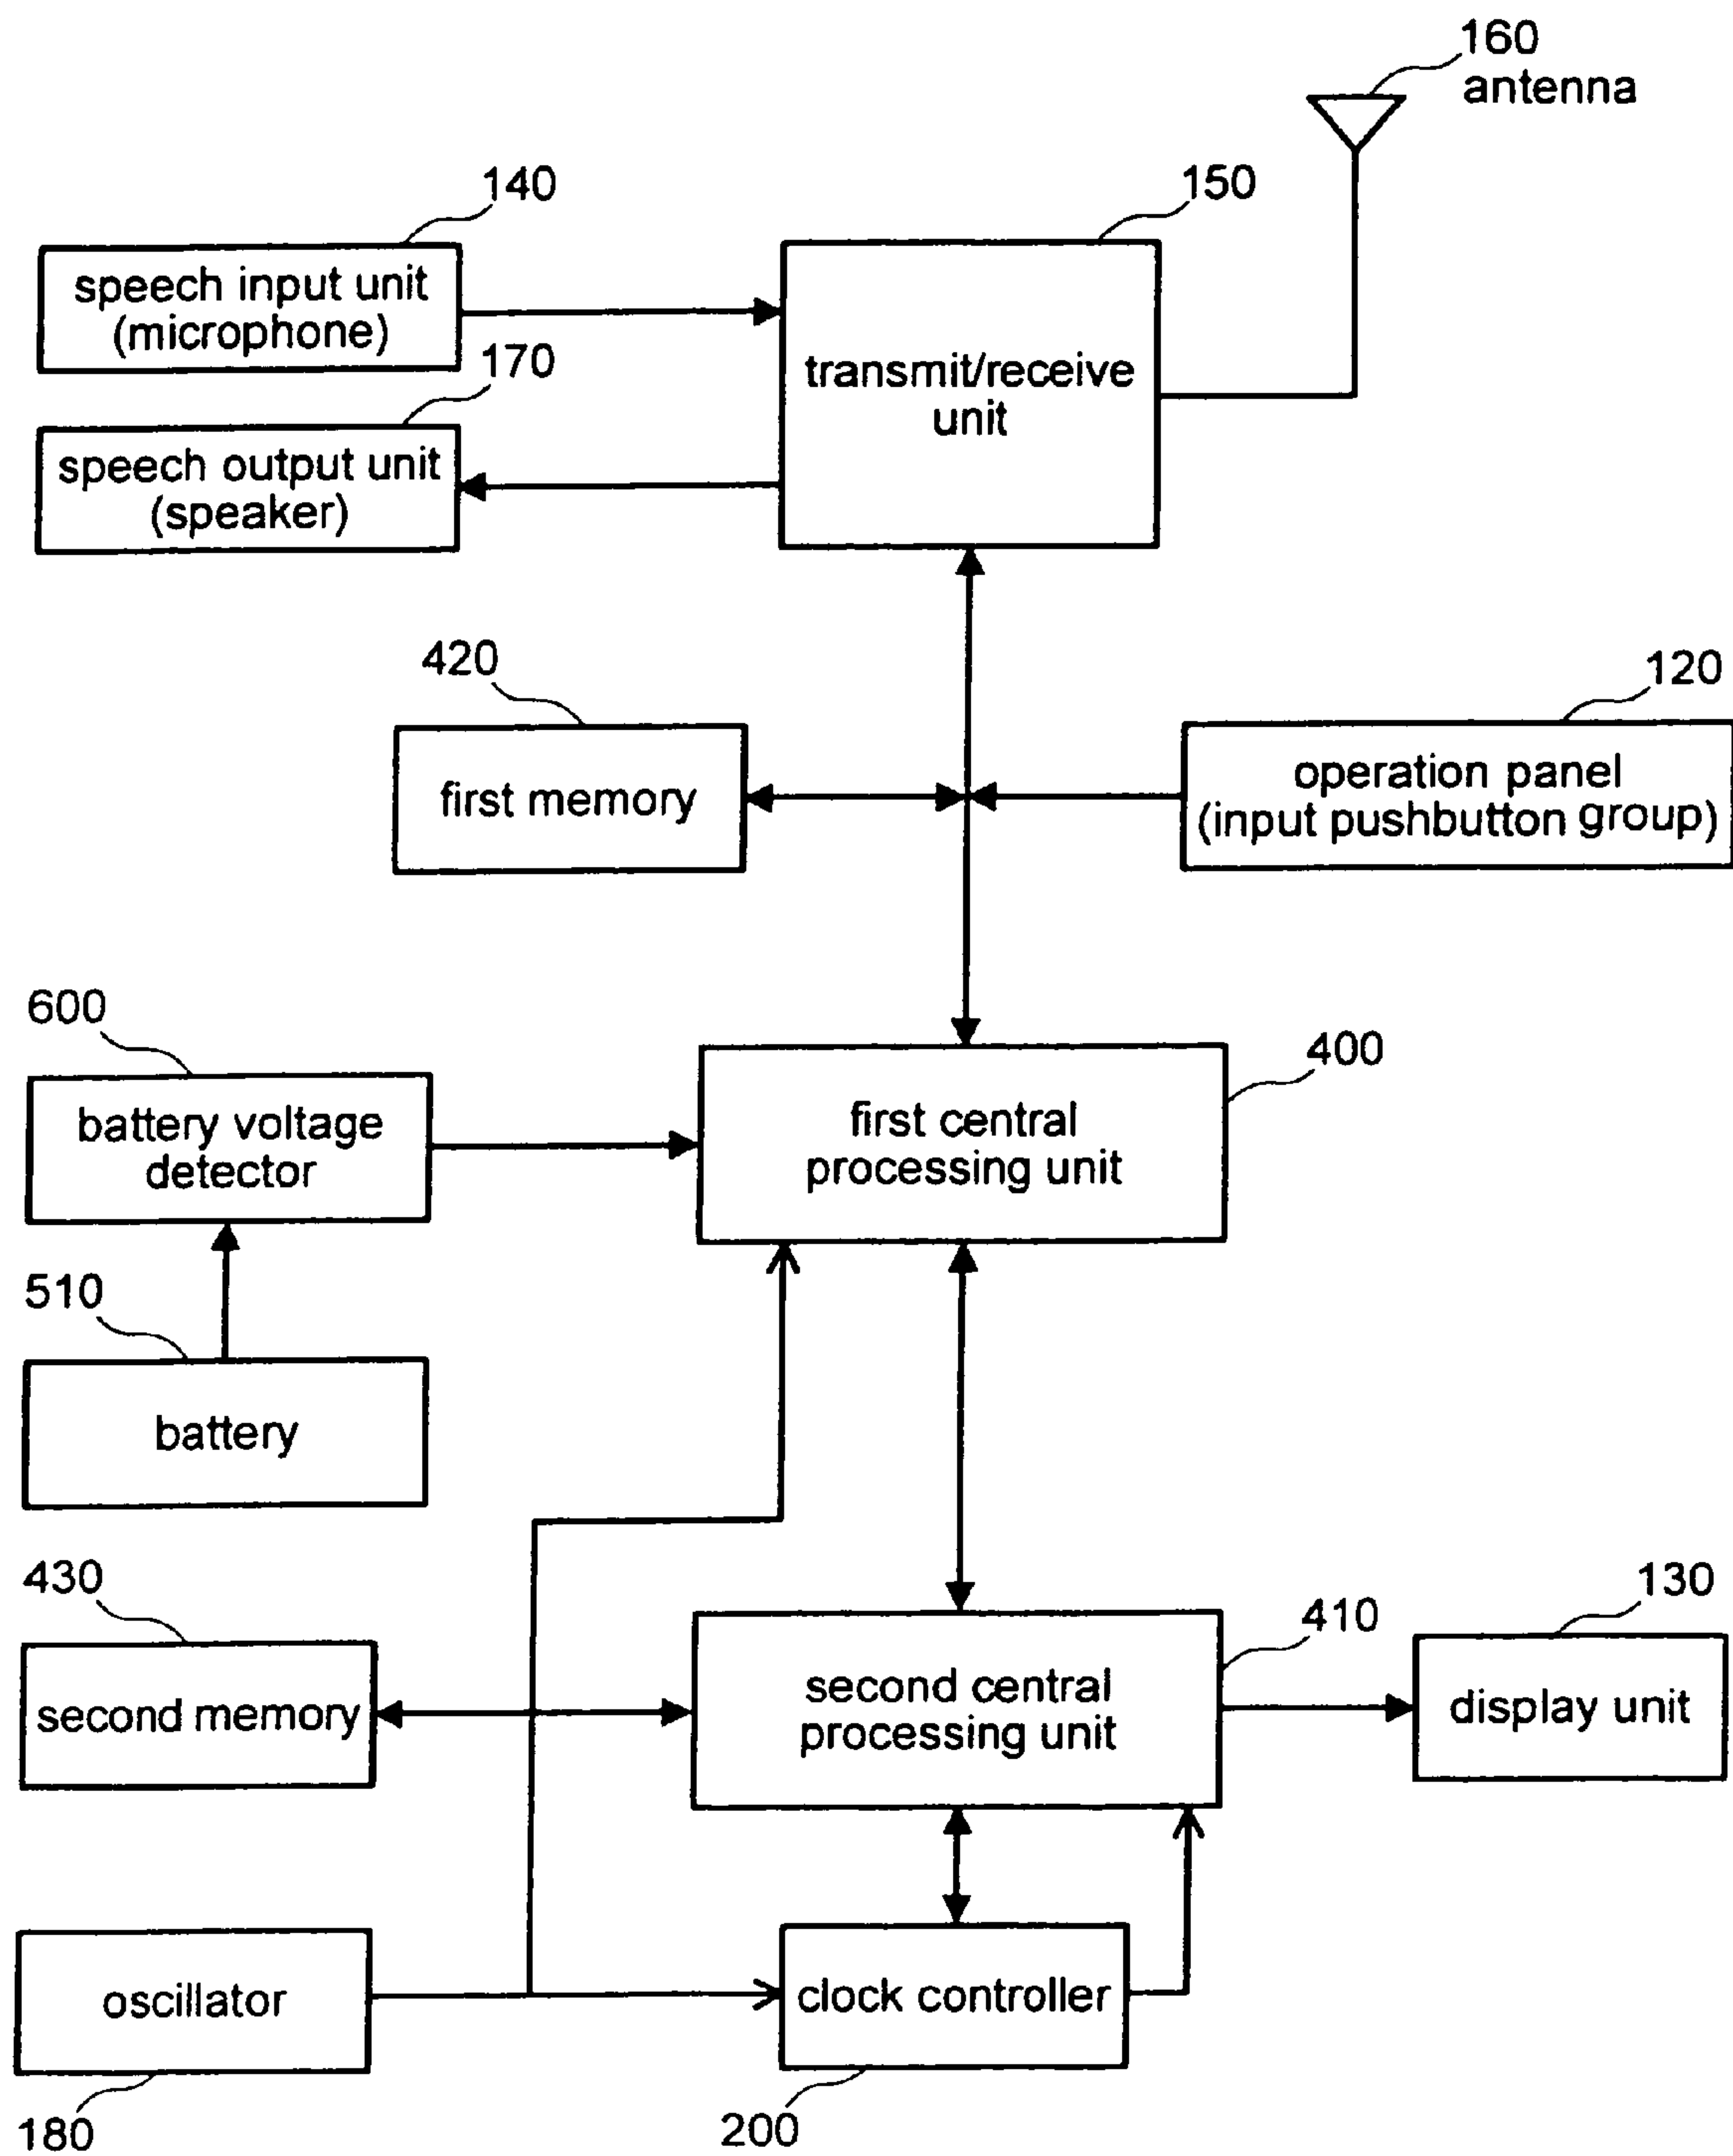 160
antenna
140
150
speech input unit
(microphone)
170
transmit/receive
unit
speech output unit
(speaker)
420
120
first memory
operation panel
(input pushbutton group)
600
400
battery voltage
detector
first central
processing unit
510
battery
430
410
130
second memory
second central
processing unit
display unit
oscillator
clock controller
180
200